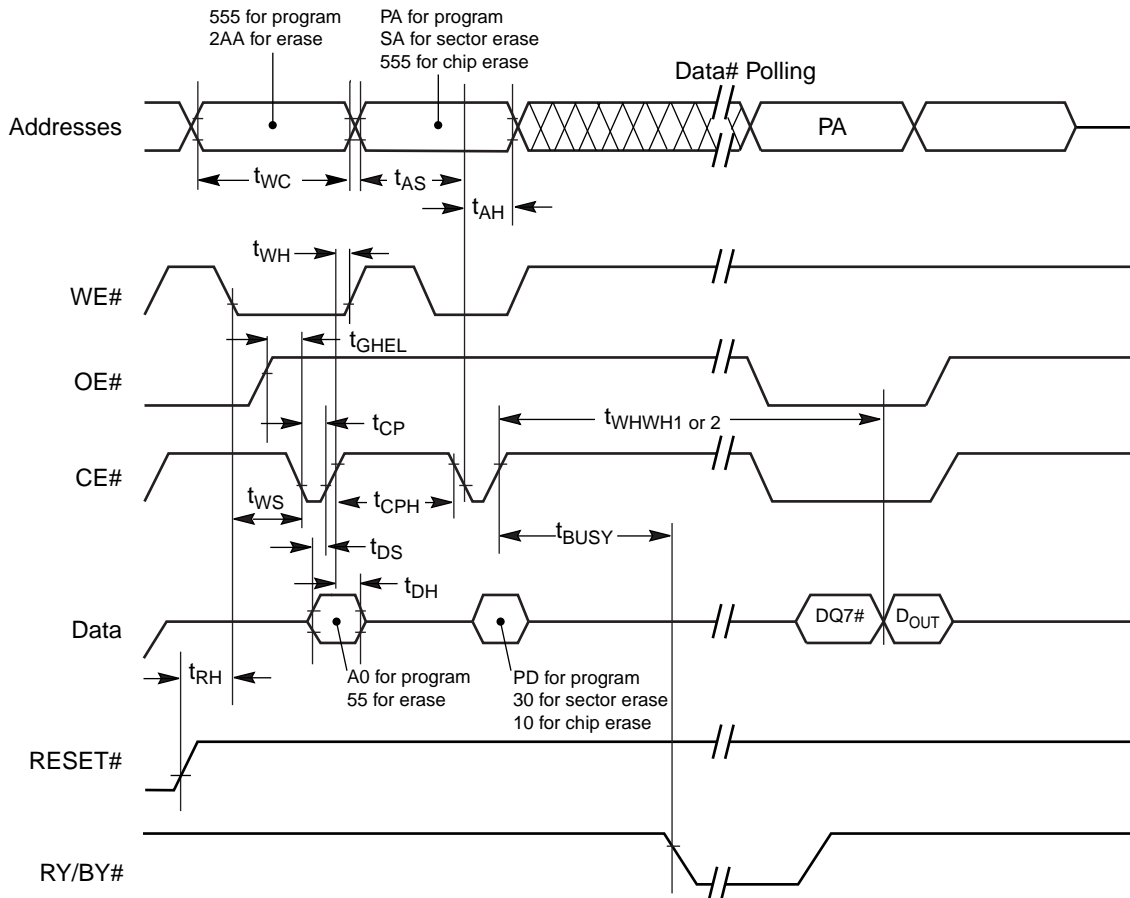 555 for program
2AA for erase
PA for program
SA for sector erase
555 for chip erase
Data# Polling
Addresses
PA
tWC
tAS
tAH
tWH
WE#
tGHEL
OE#
tWHWH1 or 2
tCP
CE#
tWS
tCPH
tBUSY
tDS
tDH
Data
DQ7#
DOUT
tRH
A0 for program
55 for erase
PD for program
30 for sector erase
10 for chip erase
RESET#
RY/BY#